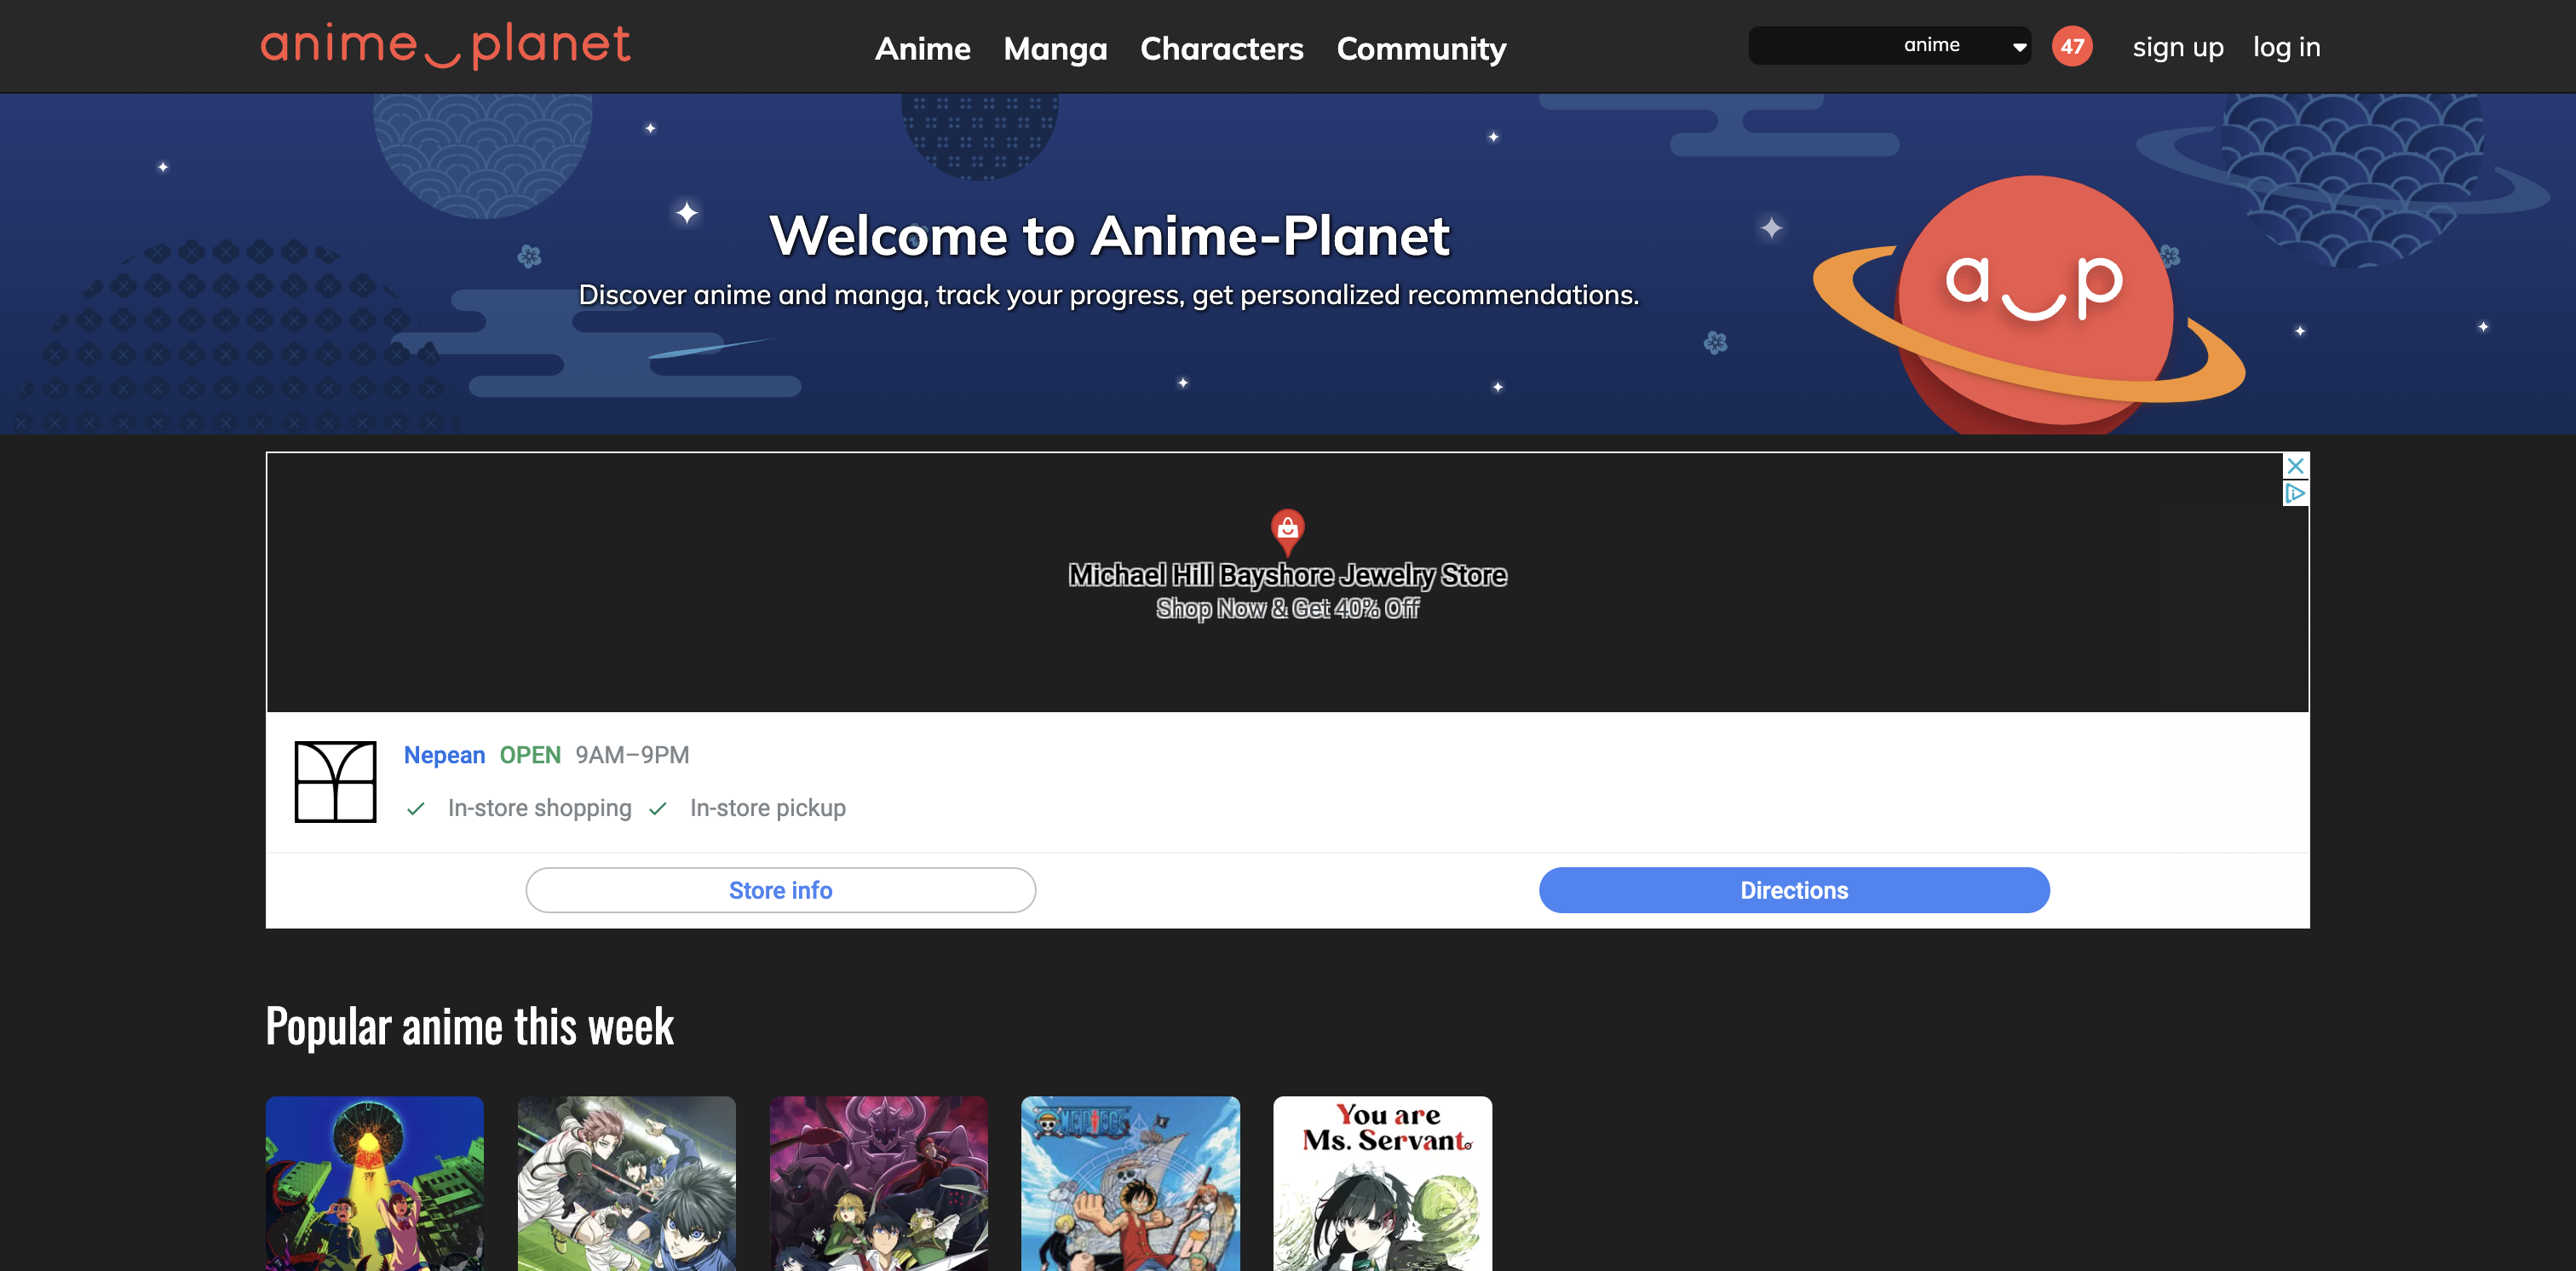 anime planet
Anime Manga Characters Community
anime
47
sign up log in
Welcome to Anime-Planet
Discover anime and manga, track your progress, get personalized recommendations.
a p
Michael Hill Bayshore Jewelry Store
Shop Now & Get 40% Off
Nepean OPEN 9AM–9PM
In-store shopping In-store pickup
Store info
Directions
Popular anime this week
ONE PIECE
You are
Ms. Servant.